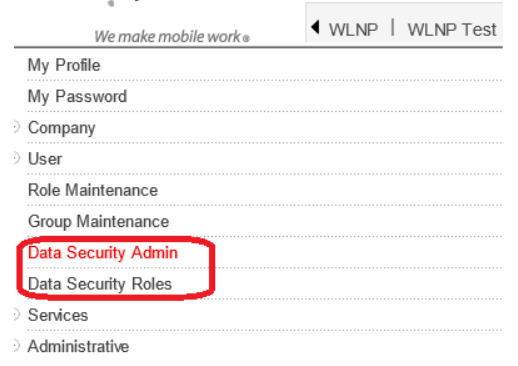 We make mobile work®
WLNP | WLNP Test
My Profile
My Password
Company
User
Role Maintenance
Group Maintenance
Data Security Admin
Data Security Roles
Services
Administrative